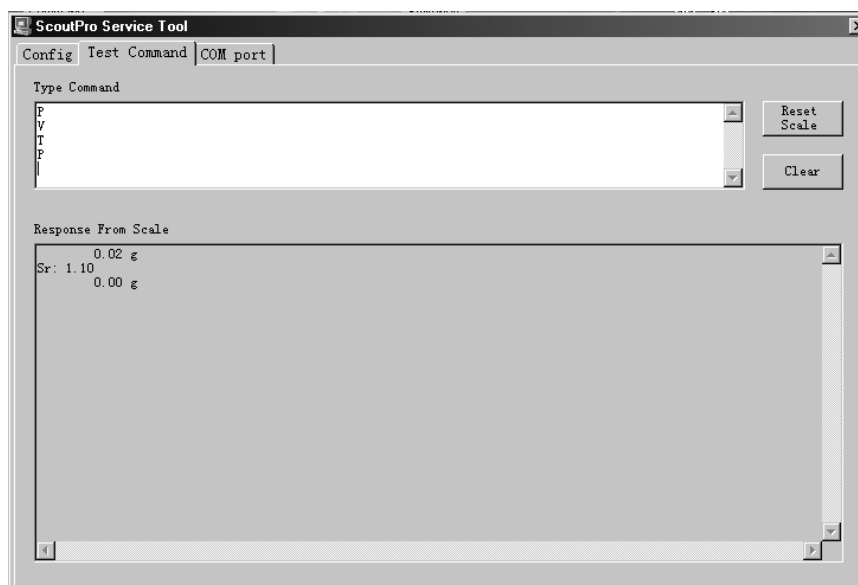 ScoutPro Service Tool
Config Test Command COM port
Type Command
P
V
T
P
Reset
Scale
Clear
Response From Scale
0.02 g
Sr: 1.10
0.00 g